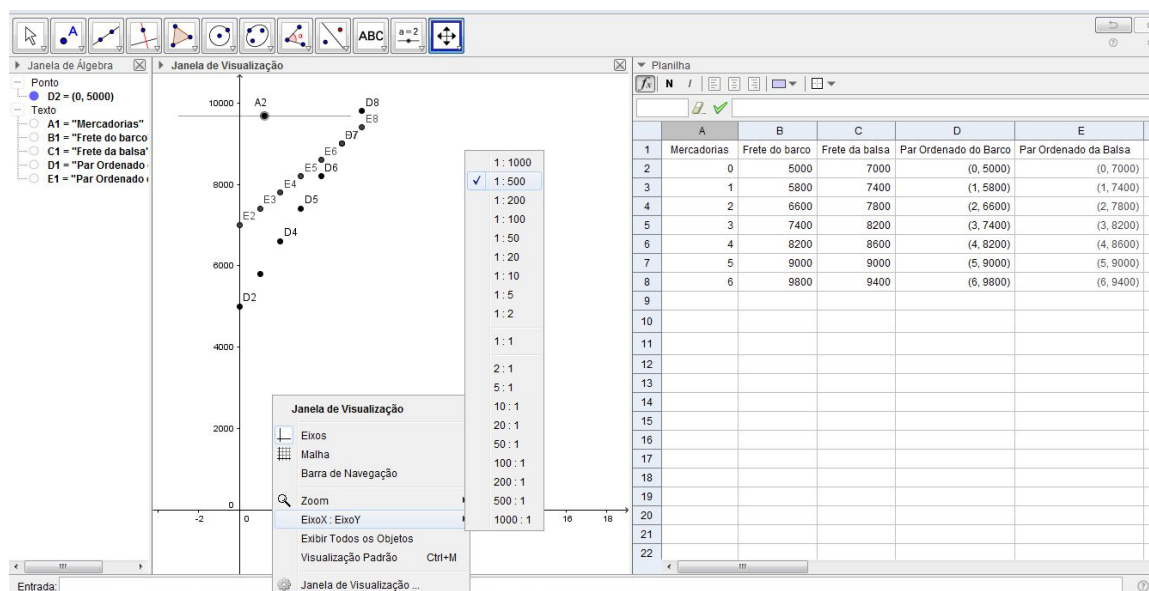 ABC
a = 2
Janela de Álgebra
Ponto
D2 = (0, 5000)
Texto
A1 = "Mercadorias"
B1 = "Frete do barco
C1 = "Frete da balsa"
D1 = "Par Ordenado
E1 = "Par Ordenado
Janela de Visualização
A2
D8
E8
D7
E6
D6
E5
E4
D5
E3
E2
D4
D2
10000
8000
6000
4000
2000
0
-2
0
16
18
Janela de Visualização
Eixos
Malha
Barra de Navegação
Zoom
EixoX : EixoY
Exibir Todos os Objetos
Visualização Padrão Ctrl+M
Janela de Visualização ...
1 : 1000
✓ 1 : 500
1 : 200
1 : 100
1 : 50
1 : 20
1 : 10
1 : 5
1 : 2
1 : 1
2 : 1
5 : 1
10 : 1
20 : 1
50 : 1
100 : 1
200 : 1
500 : 1
1000 : 1
Planilha
fx N I
A B C D E
1 Mercadorias Frete do barco Frete da balsa Par Ordenado do Barco Par Ordenado da Balsa
2 0 5000 7000 (0, 5000) (0, 7000)
3 1 5800 7400 (1, 5800) (1, 7400)
4 2 6600 7800 (2, 6600) (2, 7800)
5 3 7400 8200 (3, 7400) (3, 8200)
6 4 8200 8600 (4, 8200) (4, 8600)
7 5 9000 9000 (5, 9000) (5, 9000)
8 6 9800 9400 (6, 9800) (6, 9400)
9
10
11
12
13
14
15
16
17
18
19
20
21
22
Entrada: